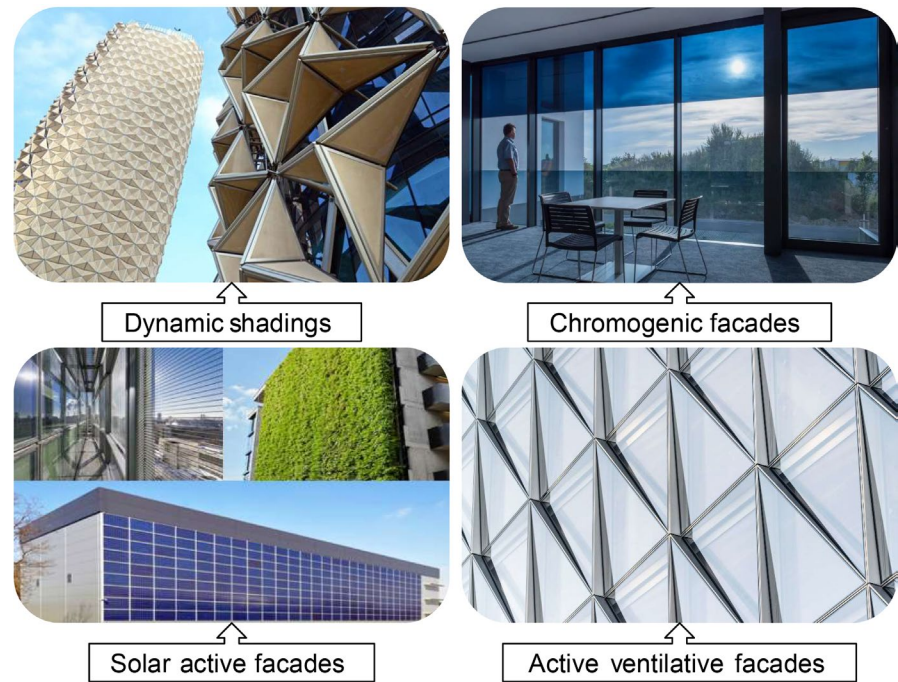 Dynamic shadings
Chromogenic facades
Solar active facades
Active ventilative facades